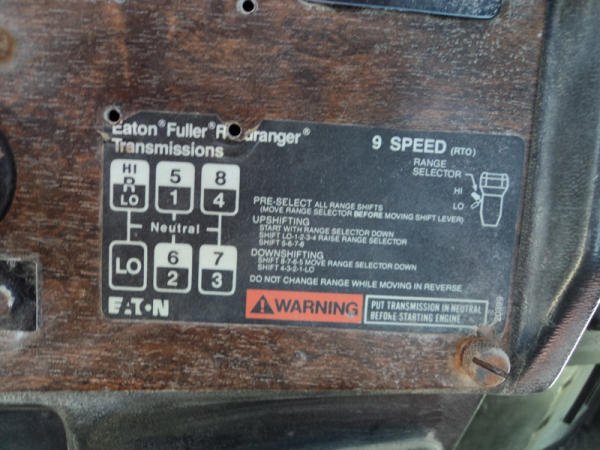 Eaton® Fuller® Roadranger®
Transmissions
9 SPEED (RTO)
RANGE
SELECTOR
HI
LO
HI
R
LO
5
1
8
4
Neutral
LO
6
2
7
3
PRE-SELECT ALL RANGE SHIFTS
(MOVE RANGE SELECTOR BEFORE MOVING SHIFT LEVER)
UPSHIFTING
START WITH RANGE SELECTOR DOWN
SHIFT LO-1-2-3-4 RAISE RANGE SELECTOR
SHIFT 5-6-7-8
DOWNSHIFTING
SHIFT 8-7-6-5 MOVE RANGE SELECTOR DOWN
SHIFT 4-3-2-1-LO
DO NOT CHANGE RANGE WHILE MOVING IN REVERSE
EATON
WARNING
PUT TRANSMISSION IN NEUTRAL
BEFORE STARTING ENGINE